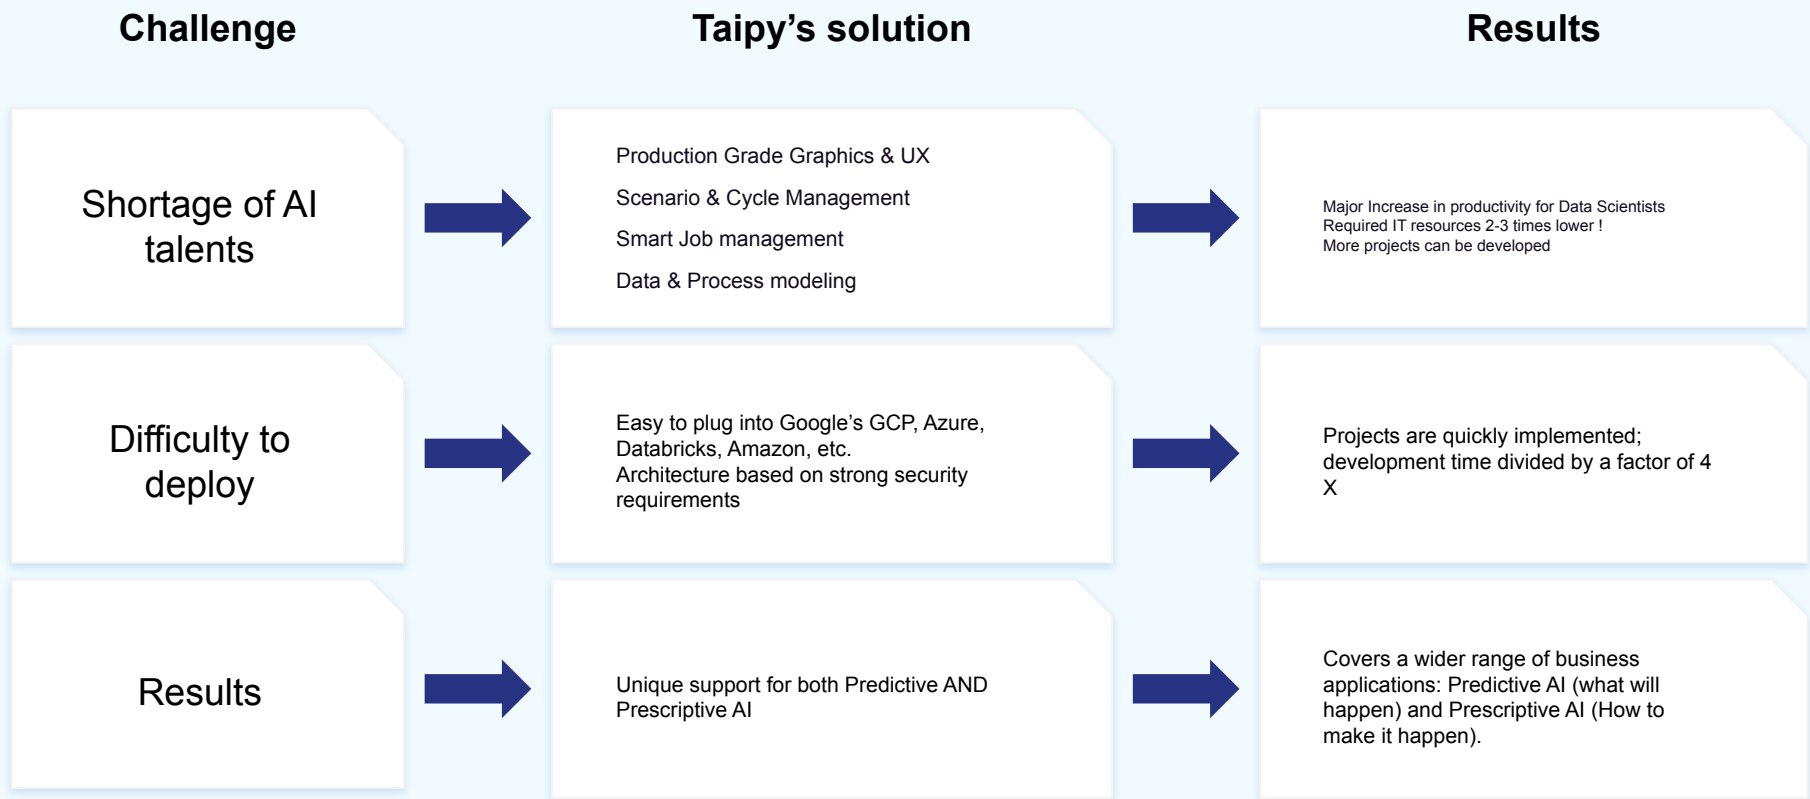 Challenge
Taipy’s solution
Results
Shortage of AI
talents
Production Grade Graphics & UX
Scenario & Cycle Management
Smart Job management
Data & Process modeling
Major Increase in productivity for Data Scientists
Required IT resources 2-3 times lower !
More projects can be developed
Difficulty to
deploy
Easy to plug into Google’s GCP, Azure,
Databricks, Amazon, etc.
Architecture based on strong security
requirements
Projects are quickly implemented;
development time divided by a factor of 4
X
Results
Unique support for both Predictive AND
Prescriptive AI
Covers a wider range of business
applications: Predictive AI (what will
happen) and Prescriptive AI (How to
make it happen).